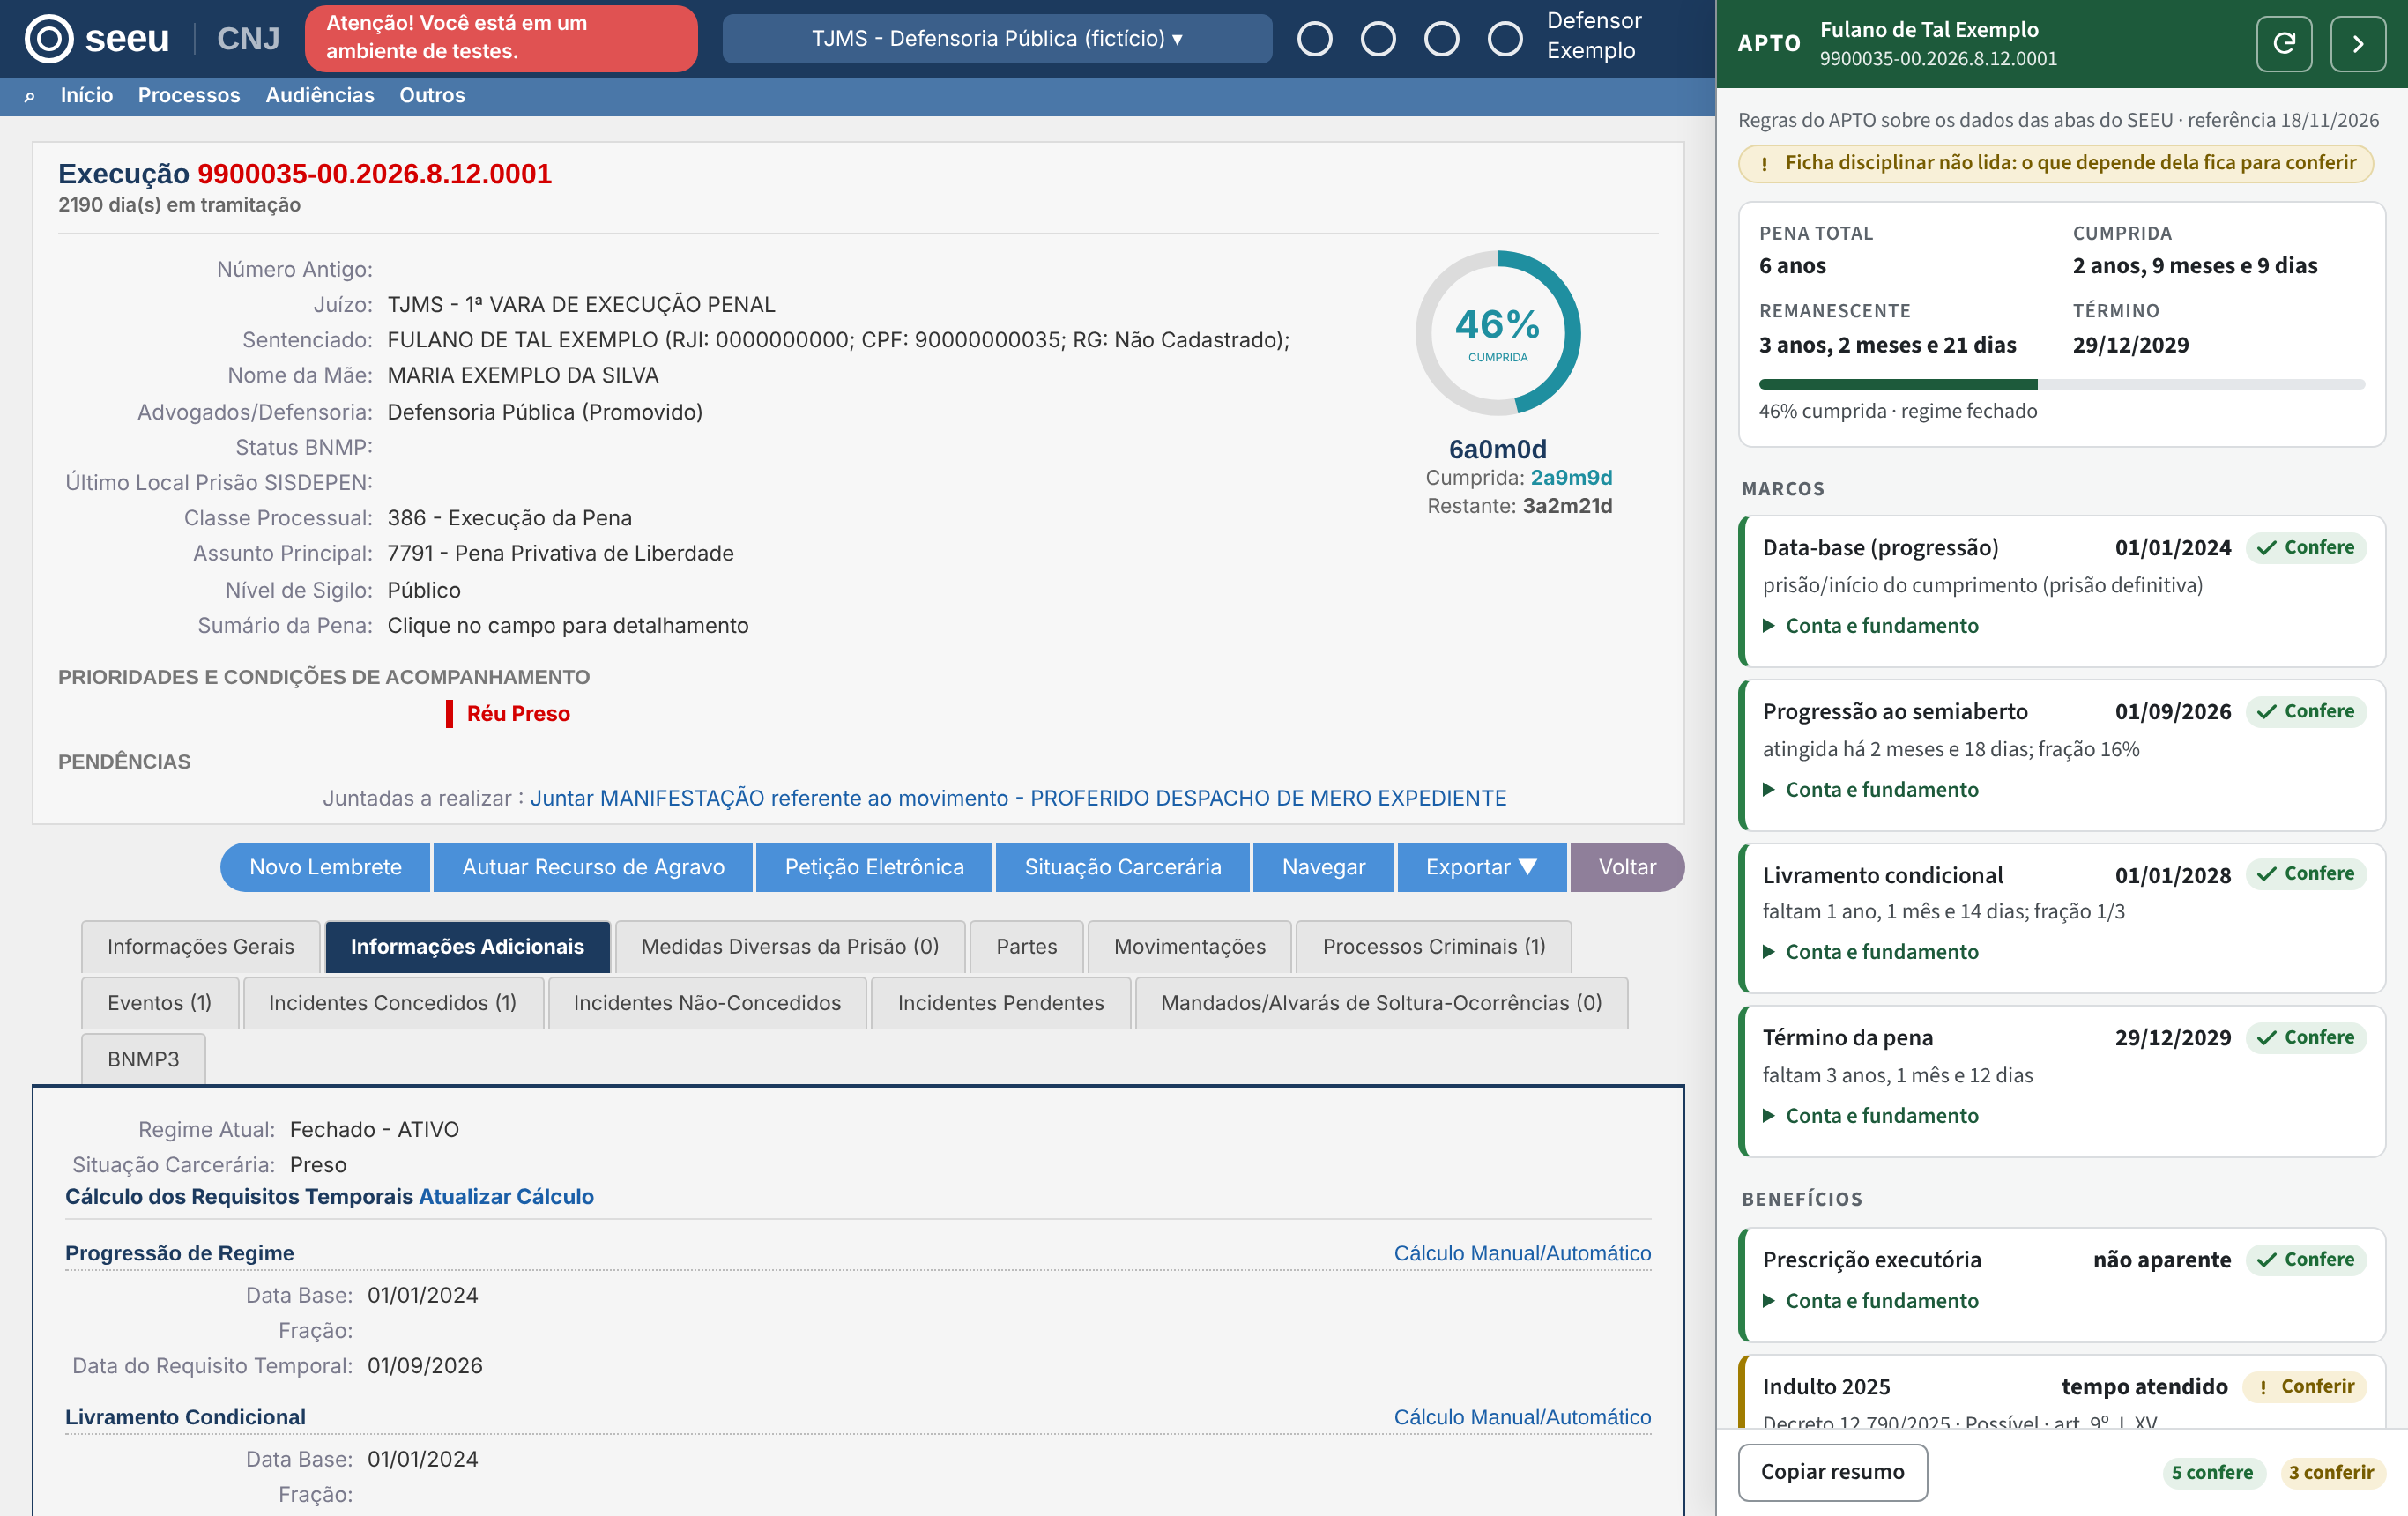 seeu CNJ
Atenção! Você está em um
ambiente de testes.
TJMS - Defensoria Pública (fictício) ▾
Defensor
Exemplo
Início Processos Audiências Outros
Execução 9900035-00.2026.8.12.0001
2190 dia(s) em tramitação
Número Antigo:
Juízo: TJMS - 1ª VARA DE EXECUÇÃO PENAL
Sentenciado: FULANO DE TAL EXEMPLO (RJI: 0000000000; CPF: 90000000035; RG: Não Cadastrado);
Nome da Mãe: MARIA EXEMPLO DA SILVA
Advogados/Defensoria: Defensoria Pública (Promovido)
Status BNMP:
Último Local Prisão SISDEPEN:
Classe Processual: 386 - Execução da Pena
Assunto Principal: 7791 - Pena Privativa de Liberdade
Nível de Sigilo: Público
Sumário da Pena: Clique no campo para detalhamento
46%
CUMPRIDA
6a0m0d
Cumprida: 2a9m9d
Restante: 3a2m21d
PRIORIDADES E CONDIÇÕES DE ACOMPANHAMENTO
Réu Preso
PENDÊNCIAS
Juntadas a realizar : Juntar MANIFESTAÇÃO referente ao movimento - PROFERIDO DESPACHO DE MERO EXPEDIENTE
Novo Lembrete Autuar Recurso de Agravo Petição Eletrônica Situação Carcerária Navegar Exportar ▼ Voltar
Informações Gerais Informações Adicionais Medidas Diversas da Prisão (0) Partes Movimentações Processos Criminais (1)
Eventos (1) Incidentes Concedidos (1) Incidentes Não-Concedidos Incidentes Pendentes Mandados/Alvarás de Soltura-Ocorrências (0)
BNMP3
Regime Atual: Fechado - ATIVO
Situação Carcerária: Preso
Cálculo dos Requisitos Temporais Atualizar Cálculo
Progressão de Regime Cálculo Manual/Automático
Data Base: 01/01/2024
Fração:
Data do Requisito Temporal: 01/09/2026
Livramento Condicional Cálculo Manual/Automático
Data Base: 01/01/2024
Fração:
APTO
Fulano de Tal Exemplo
9900035-00.2026.8.12.0001
Regras do APTO sobre os dados das abas do SEEU · referência 18/11/2026
! Ficha disciplinar não lida: o que depende dela fica para conferir
PENA TOTAL CUMPRIDA
6 anos 2 anos, 9 meses e 9 dias
REMANESCENTE TÉRMINO
3 anos, 2 meses e 21 dias 29/12/2029
46% cumprida · regime fechado
MARCOS
Data-base (progressão) 01/01/2024 ✓ Confere
prisão/início do cumprimento (prisão definitiva)
▶ Conta e fundamento
Progressão ao semiaberto 01/09/2026 ✓ Confere
atingida há 2 meses e 18 dias; fração 16%
▶ Conta e fundamento
Livramento condicional 01/01/2028 ✓ Confere
faltam 1 ano, 1 mês e 14 dias; fração 1/3
▶ Conta e fundamento
Término da pena 29/12/2029 ✓ Confere
faltam 3 anos, 1 mês e 12 dias
▶ Conta e fundamento
BENEFÍCIOS
Prescrição executória não aparente ✓ Confere
▶ Conta e fundamento
Indulto 2025 tempo atendido ! Conferir
Decreto 12.790/2025 · Possível · art. 9º, I, XV
Copiar resumo 5 confere 3 conferir